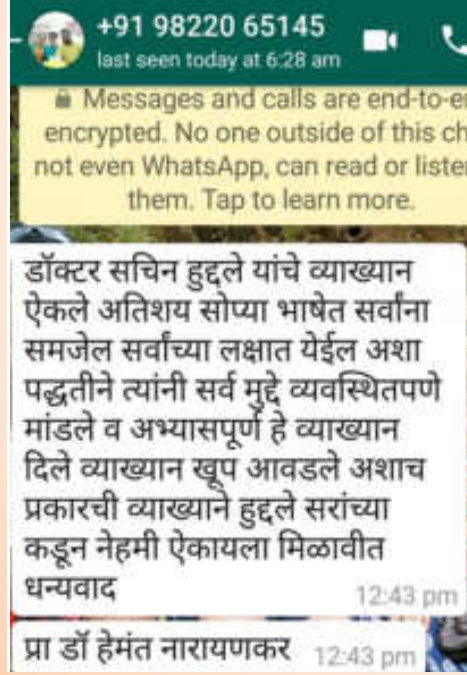 +91 98220 65145
last seen today at 6:28 am
Messages and calls are end-to-e
encrypted. No one outside of this ch
not even WhatsApp, can read or liste
them. Tap to learn more.
डॉक्टर सचिन हुद्दले यांचे व्याख्यान
ऐकले अतिशय सोप्या भाषेत सर्वांना
समजेल सर्वांच्या लक्षात येईल अशा
पद्धतीने त्यांनी सर्व मुद्दे व्यवस्थितपणे
मांडले व अभ्यासपूर्ण हे व्याख्यान
दिले व्याख्यान खूप आवडले अशाच
प्रकारची व्याख्याने हुद्दले सरांच्या
कडून नेहमी ऐकायला मिळावीत
धन्यवाद
12:43 pm
प्रा डॉ हेमंत नारायणकर
12:43 pm